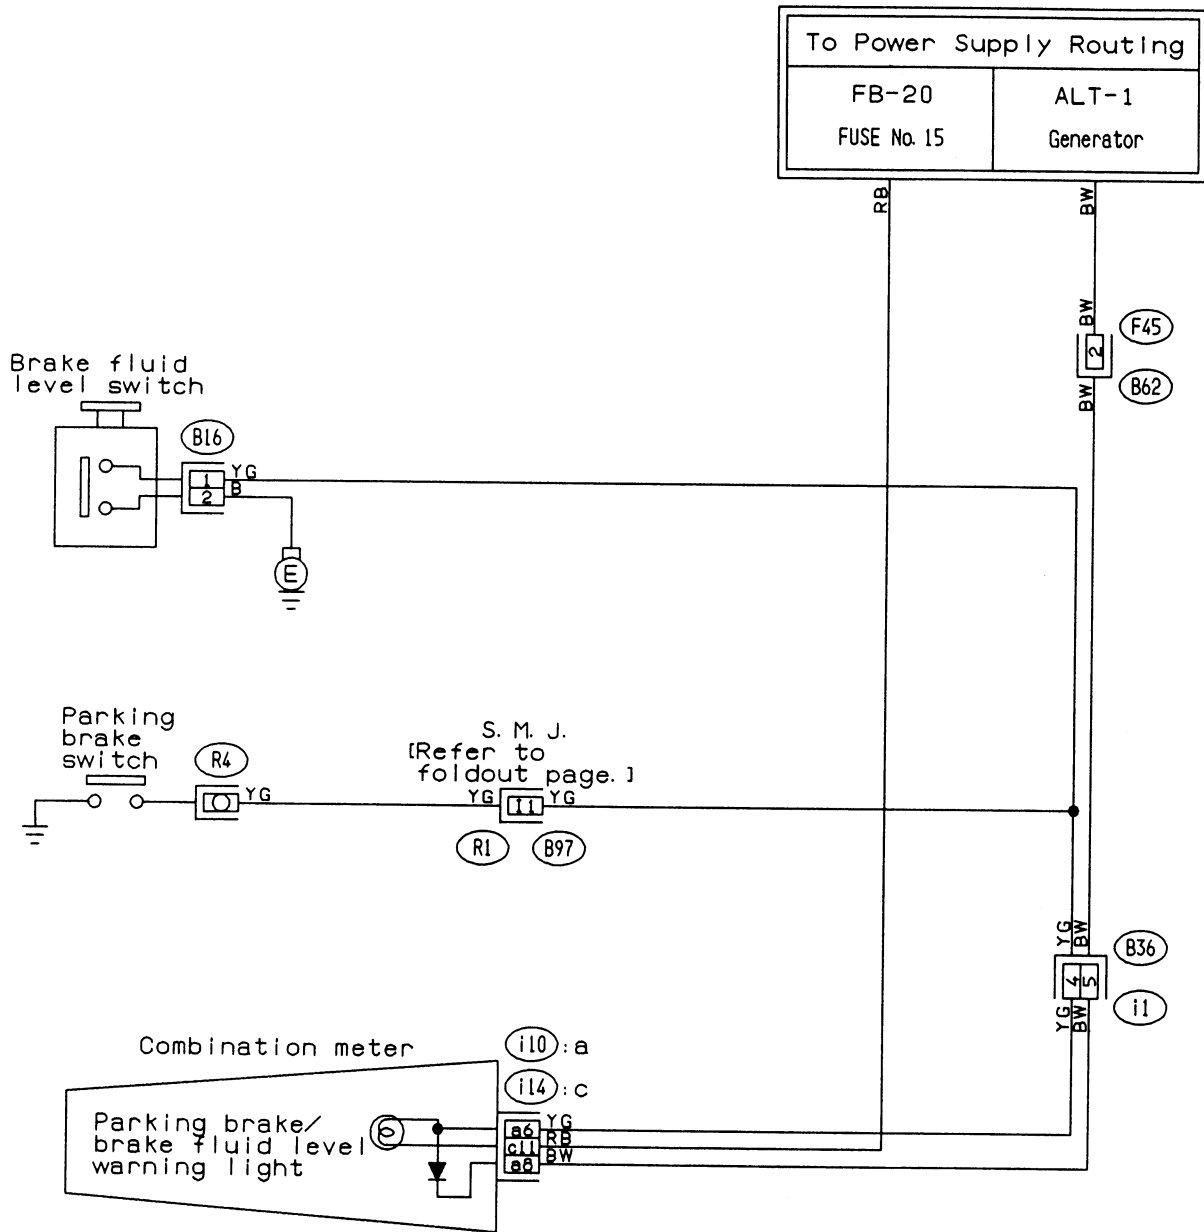 To Power Supply Routing
FB-20
FUSE No. 15
ALT-1
Generator
RB
BW
BW
F45
2
B62
BW
Brake fluid
level switch
B16
1
YG
2
B
E
Parking
brake
switch
R4
YG
S. M. J.
[Refer to
foldout page. ]
YG
I1
YG
R1
B97
YG
BW
B36
4
5
i1
YG
BW
Combination meter
i10 : a
i14 : c
Parking brake/
brake fluid level
warning light
a6
YG
c11
RB
a8
BW